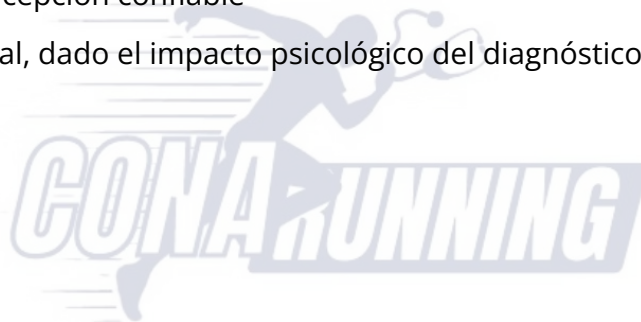 cepción confiable
al, dado el impacto psicológico del diagnóstico
CONARUNNING